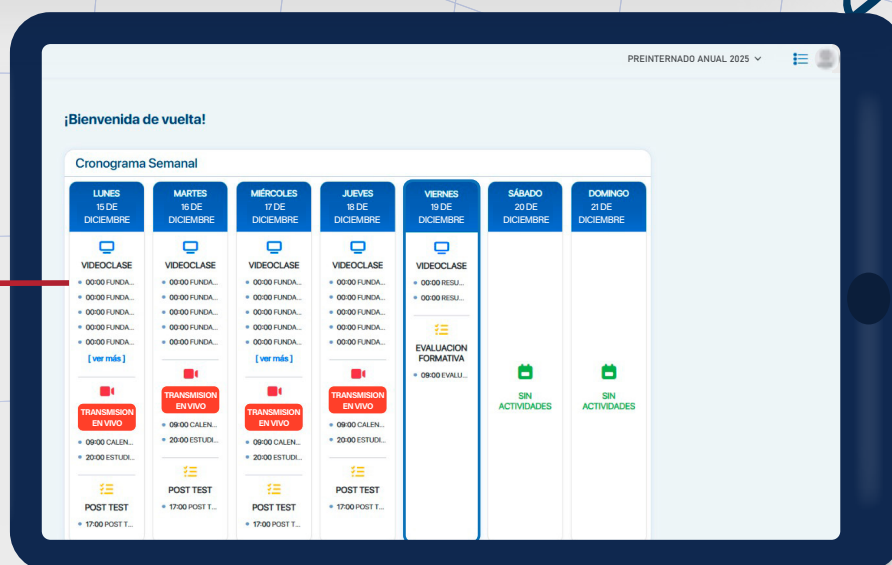 PREINTERNADO ANUAL 2025
¡Bienvenida de vuelta!
Cronograma Semanal
LUNES
15 DE
DICIEMBRE
VIDEOCLASE
00:00 FUNDA...
00:00 FUNDA...
00:00 FUNDA...
00:00 FUNDA...
00:00 FUNDA...
[ ver más ]
TRANSMISION
EN VIVO
09:00 CALEN...
20:00 ESTUDI...
POST TEST
17:00 POST T...
MARTES
16 DE
DICIEMBRE
VIDEOCLASE
00:00 FUNDA...
00:00 FUNDA...
00:00 FUNDA...
00:00 FUNDA...
00:00 FUNDA...
TRANSMISION
EN VIVO
09:00 CALEN...
20:00 ESTUDI...
POST TEST
17:00 POST T...
MIÉRCOLES
17 DE
DICIEMBRE
VIDEOCLASE
00:00 FUNDA...
00:00 FUNDA...
00:00 FUNDA...
00:00 FUNDA...
00:00 FUNDA...
[ ver más ]
TRANSMISION
EN VIVO
09:00 CALEN...
20:00 ESTUDI...
POST TEST
17:00 POST T...
JUEVES
18 DE
DICIEMBRE
VIDEOCLASE
00:00 FUNDA...
00:00 FUNDA...
00:00 FUNDA...
00:00 FUNDA...
00:00 FUNDA...
TRANSMISION
EN VIVO
09:00 CALEN...
20:00 ESTUDI...
POST TEST
17:00 POST T...
VIERNES
19 DE
DICIEMBRE
VIDEOCLASE
00:00 RESU...
00:00 RESU...
EVALUACION
FORMATIVA
09:00 EVALU...
SÁBADO
20 DE
DICIEMBRE
SIN
ACTIVIDADES
DOMINGO
21 DE
DICIEMBRE
SIN
ACTIVIDADES